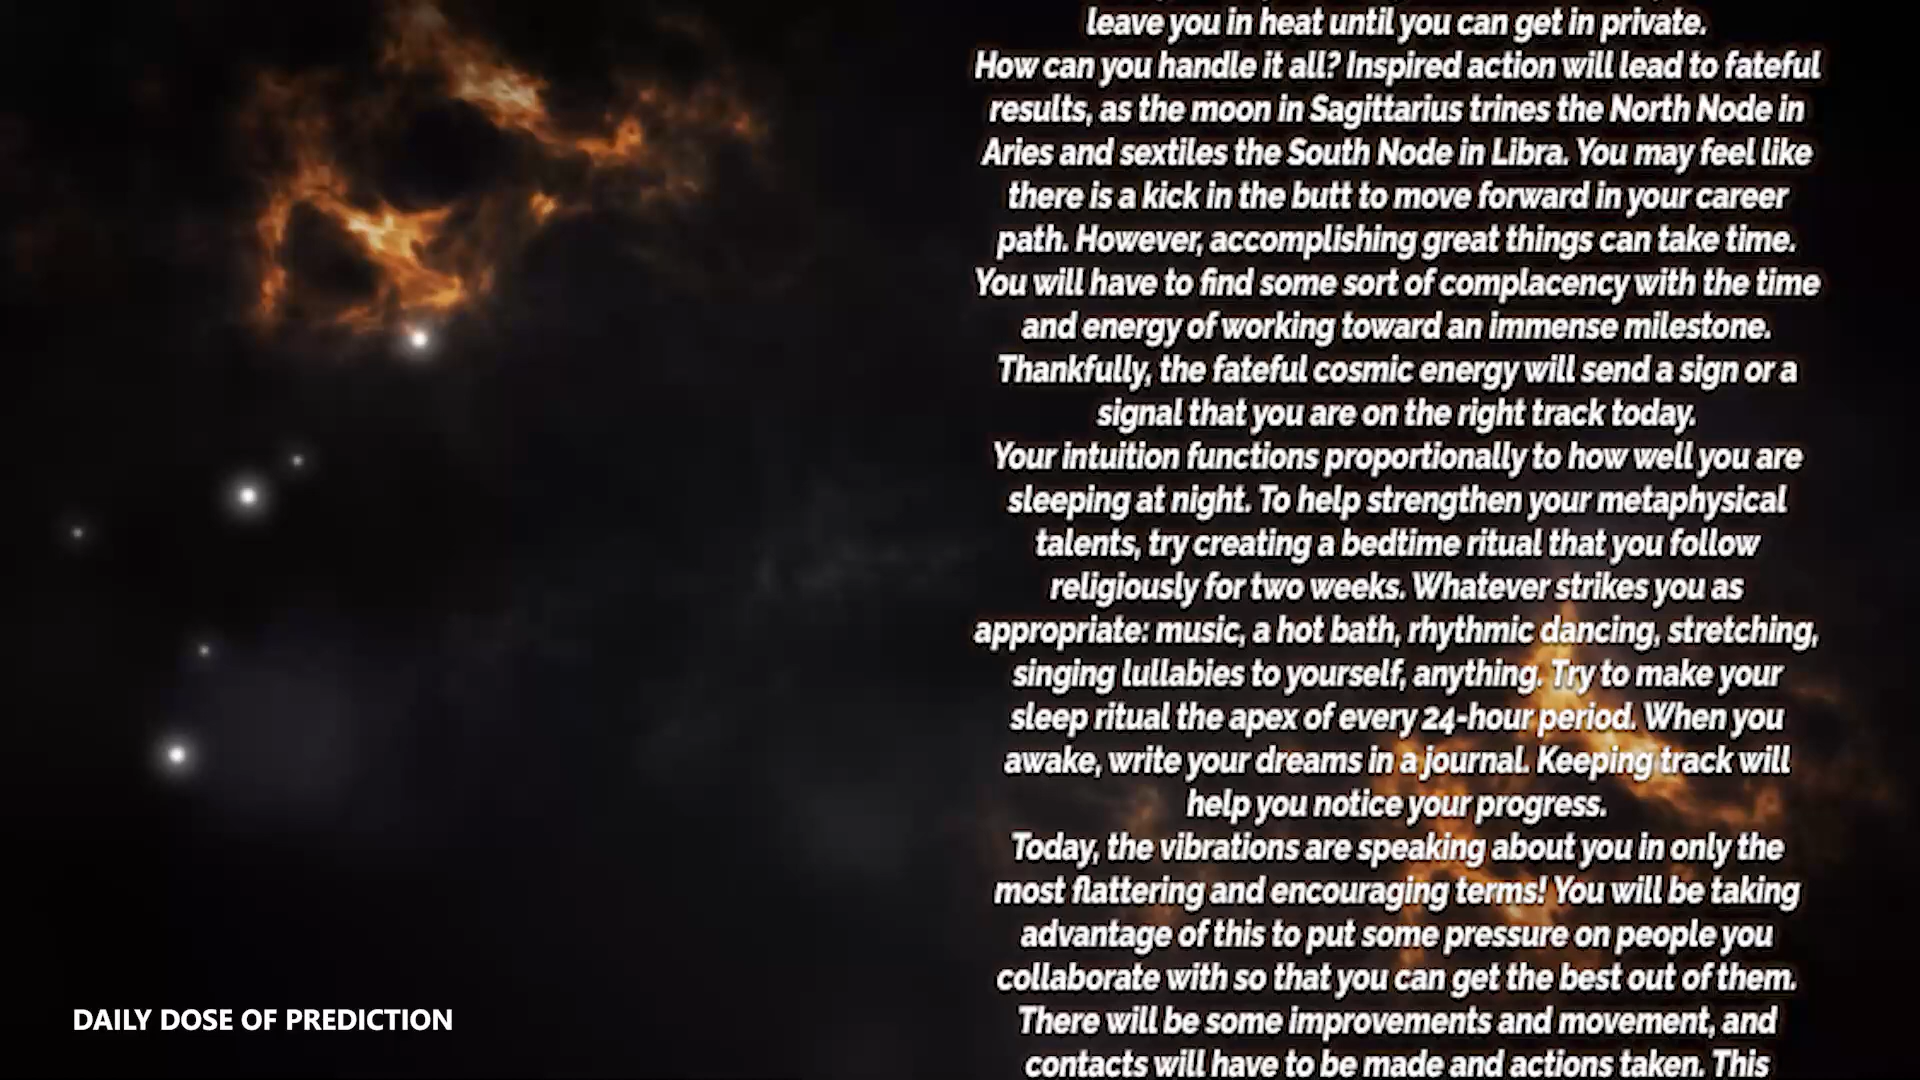 leave you in heat until you can get in private.
How can you handle it all? Inspired action will lead to fateful
results, as the moon in Sagittarius trines the North Node in
Aries and sextiles the South Node in Libra. You may feel like
there is a kick in the butt to move forward in your career
path. However, accomplishing great things can take time.
You will have to find some sort of complacency with the time
and energy of working toward an immense milestone.
Thankfully, the fateful cosmic energy will send a sign or a
signal that you are on the right track today.
Your intuition functions proportionally to how well you are
sleeping at night. To help strengthen your metaphysical
talents, try creating a bedtime ritual that you follow
religiously for two weeks. Whatever strikes you as
appropriate: music, a hot bath, rhythmic dancing, stretching,
singing lullabies to yourself, anything. Try to make your
sleep ritual the apex of every 24-hour period. When you
awake, write your dreams in a journal. Keeping track will
help you notice your progress.
Today, the vibrations are speaking about you in only the
most flattering and encouraging terms! You will be taking
advantage of this to put some pressure on people you
collaborate with so that you can get the best out of them.
There will be some improvements and movement, and
contacts will have to be made and actions taken. This
DAILY DOSE OF PREDICTION